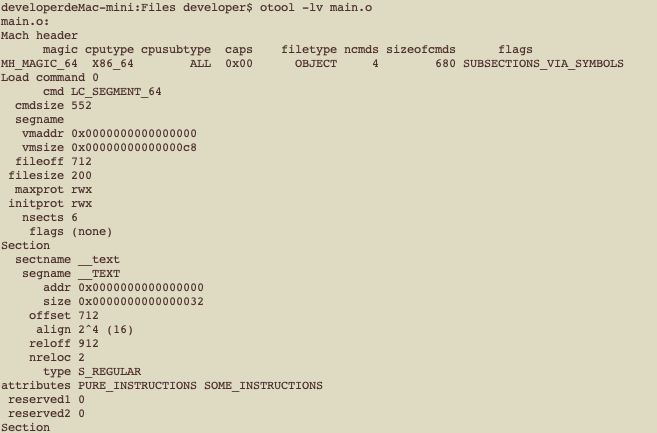 developerdeMac-mini:Files developer$ otool -lv main.o
main.o:
Mach header
      magic cputype cpusubtype  caps    filetype ncmds sizeofcmds      flags
MH_MAGIC_64  X86_64        ALL  0x00      OBJECT     4        680 SUBSECTIONS_VIA_SYMBOLS
Load command 0
      cmd LC_SEGMENT_64
  cmdsize 552
  segname
   vmaddr 0x0000000000000000
   vmsize 0x00000000000000c8
  fileoff 712
 filesize 200
  maxprot rwx
 initprot rwx
   nsects 6
    flags (none)
Section
  sectname __text
   segname __TEXT
      addr 0x0000000000000000
      size 0x0000000000000032
    offset 712
     align 2^4 (16)
    reloff 912
    nreloc 2
      type S_REGULAR
attributes PURE_INSTRUCTIONS SOME_INSTRUCTIONS
 reserved1 0
 reserved2 0
Section